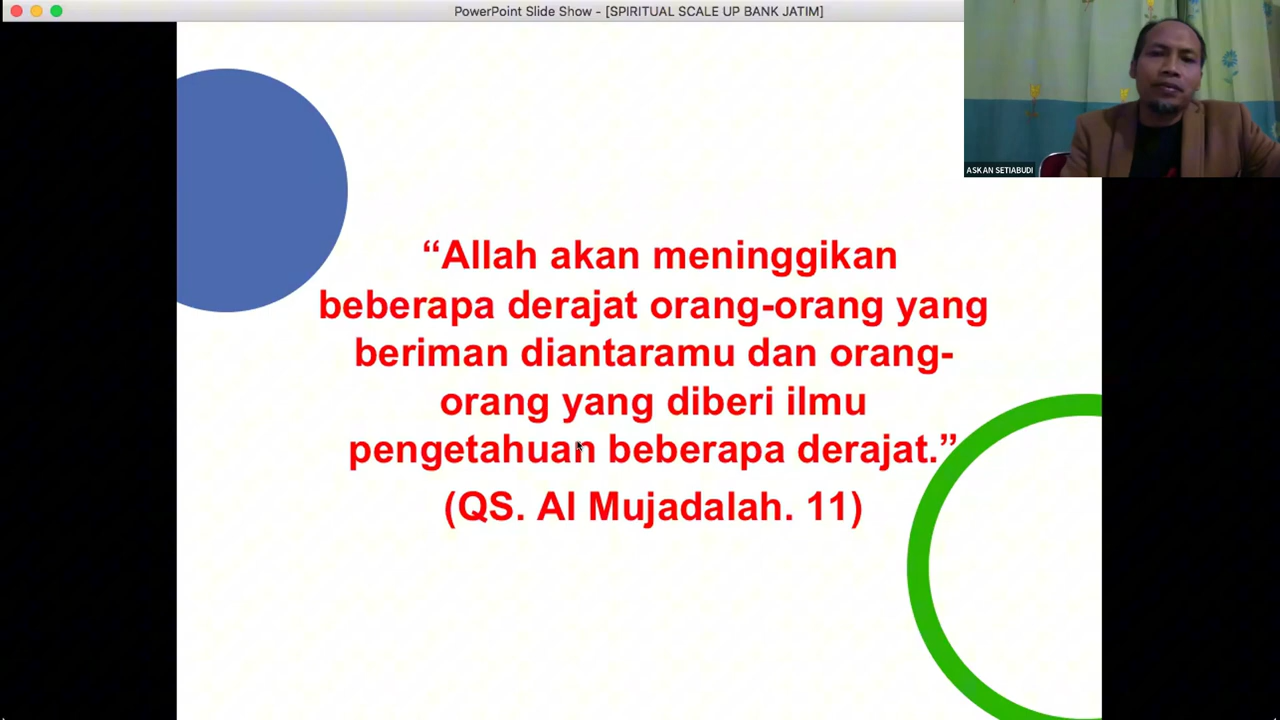 PowerPoint Slide Show - [SPIRITUAL SCALE UP BANK JATIM]
ASKAN SETIABUDI
“Allah akan meninggikan
beberapa derajat orang-orang yang
beriman diantaramu dan orang-
orang yang diberi ilmu
pengetahuan beberapa derajat.”
(QS. Al Mujadalah. 11)